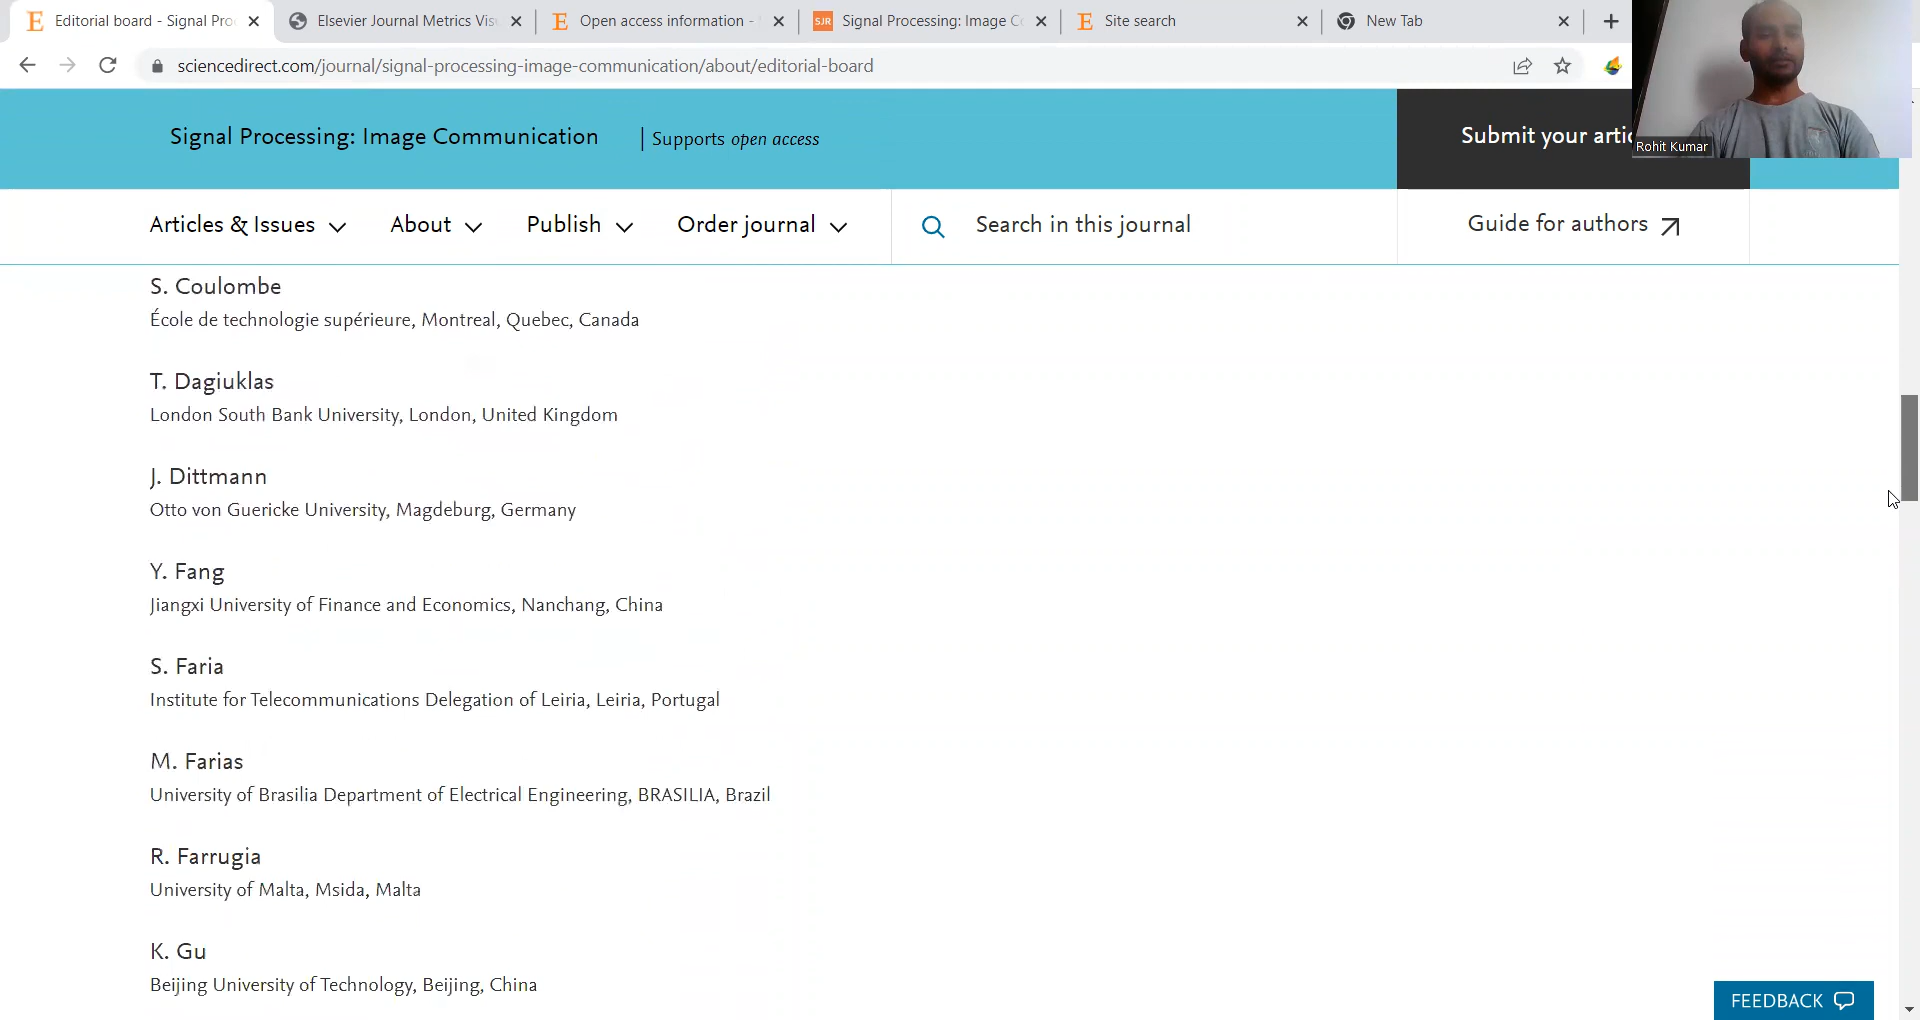 Editorial board - Signal Pro
Elsevier Journal Metrics Vis
Open access information -
SJR
Signal Processing: Image C
Site search
New Tab
sciencedirect.com/journal/signal-processing-image-communication/about/editorial-board
Signal Processing: Image Communication
Supports open access
Submit your artic
Rohit Kumar
Articles & Issues
About
Publish
Order journal
Search in this journal
Guide for authors
S. Coulombe
École de technologie supérieure, Montreal, Quebec, Canada
T. Dagiuklas
London South Bank University, London, United Kingdom
J. Dittmann
Otto von Guericke University, Magdeburg, Germany
Y. Fang
Jiangxi University of Finance and Economics, Nanchang, China
S. Faria
Institute for Telecommunications Delegation of Leiria, Leiria, Portugal
M. Farias
University of Brasilia Department of Electrical Engineering, BRASILIA, Brazil
R. Farrugia
University of Malta, Msida, Malta
K. Gu
Beijing University of Technology, Beijing, China
FEEDBACK